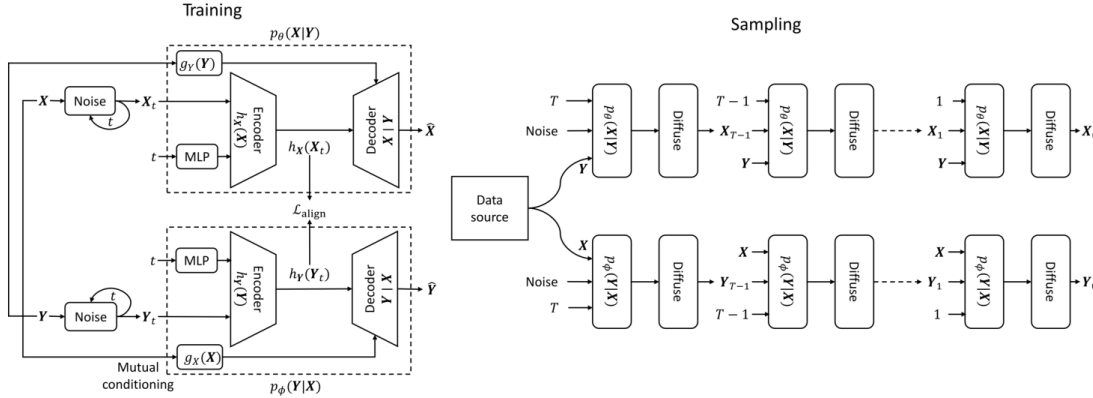 Training
p_θ(X|Y)
g_Y(Y)
X
Noise
t
X_t
Encoder
h_X(X)
Decoder
X | Y
X̂
t
MLP
h_X(X_t)
ℒ_align
t
MLP
Encoder
h_Y(Y)
h_Y(Y_t)
Decoder
Y | X
Ŷ
t
Y
Noise
Y_t
g_X(X)
Mutual
conditioning
p_ϕ(Y|X)
Sampling
T
Noise
Y
p_θ(X|Y)
Diffuse
T − 1
X_{T−1}
Y
p_θ(X|Y)
Diffuse
1
X_1
Y
p_θ(X|Y)
Diffuse
Data
source
X
Noise
T
p_ϕ(Y|X)
Diffuse
X
Y_{T−1}
T − 1
p_ϕ(Y|X)
Diffuse
X
Y_1
1
p_ϕ(Y|X)
Diffuse